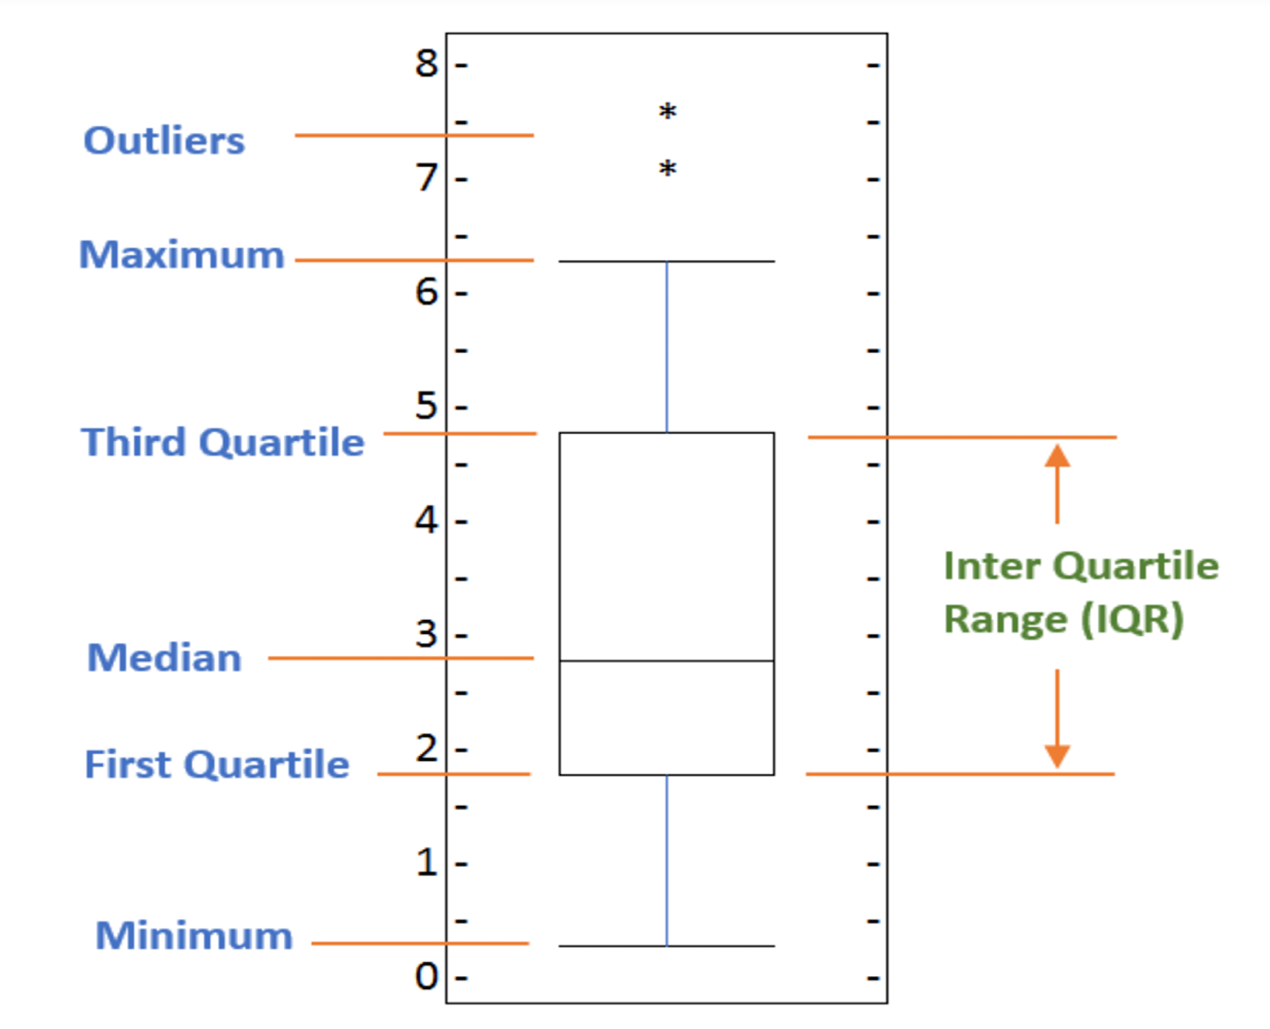 8
*
Outliers
7
*
Maximum
6
5
Third Quartile
4
Inter Quartile
Range (IQR)
3
Median
2
First Quartile
1
Minimum
0